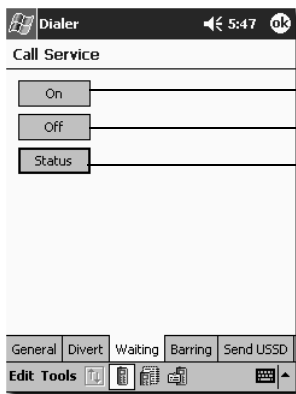 Dialer 5:47 ok
Call Service
On
Off
Status
General Divert Waiting Barring Send USSD
Edit Tools